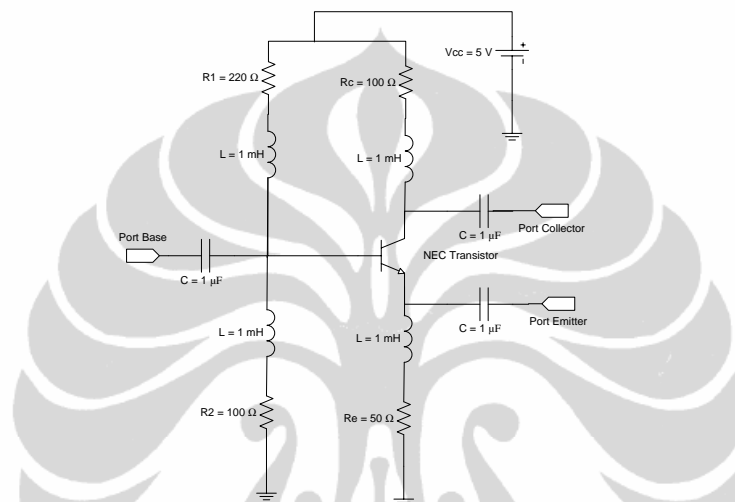 Vcc = 5 V
R1 = 220 Ω
Rc = 100 Ω
L = 1 mH
L = 1 mH
Port Base
C = 1 µF
NEC Transistor
C = 1 µF
Port Collector
L = 1 mH
L = 1 mH
C = 1 µF
Port Emitter
R2 = 100 Ω
Re = 50 Ω